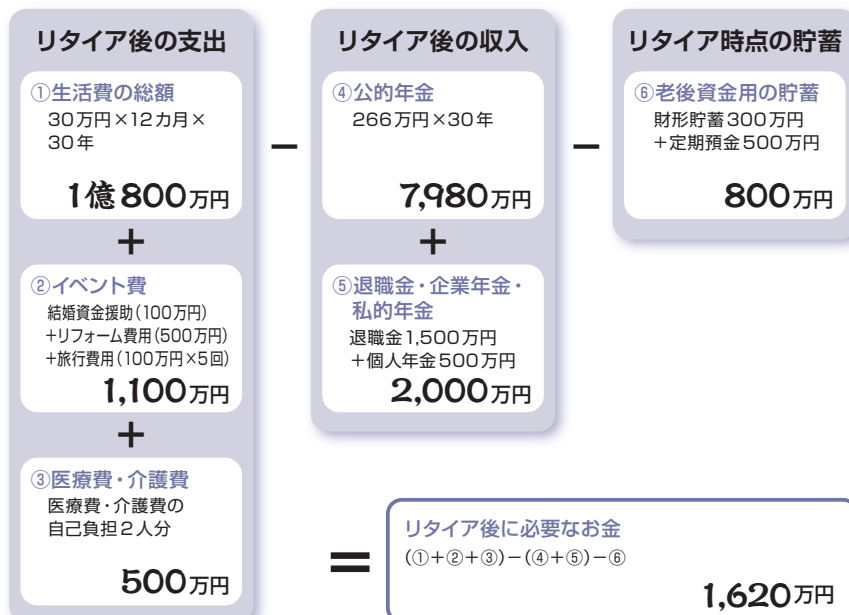 リタイア後の支出
①生活費の総額
30万円×12カ月×
30年
1億800万円
＋
②イベント費
結婚資金援助（100万円）
＋リフォーム費用（500万円）
＋旅行費用（100万円×5回）
1,100万円
＋
③医療費・介護費
医療費・介護費の
自己負担2人分
500万円
－
リタイア後の収入
④公的年金
266万円×30年
7,980万円
＋
⑤退職金・企業年金・
私的年金
退職金1,500万円
＋個人年金500万円
2,000万円
－
リタイア時点の貯蓄
⑥老後資金用の貯蓄
財形貯蓄300万円
＋定期預金500万円
800万円
＝
リタイア後に必要なお金
（①＋②＋③）－（④＋⑤）－⑥
1,620万円